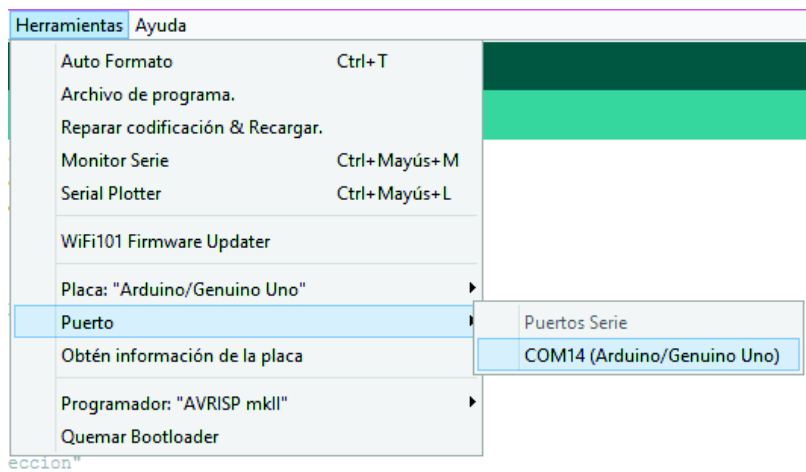 Herramientas Ayuda
Auto Formato Ctrl+T
Archivo de programa.
Reparar codificación & Recargar.
Monitor Serie Ctrl+Mayús+M
Serial Plotter Ctrl+Mayús+L
WiFi101 Firmware Updater
Placa: "Arduino/Genuino Uno"
Puerto
Puertos Serie
Obtén información de la placa
COM14 (Arduino/Genuino Uno)
Programador: "AVRISP mkII"
Quemar Bootloader
eccion"